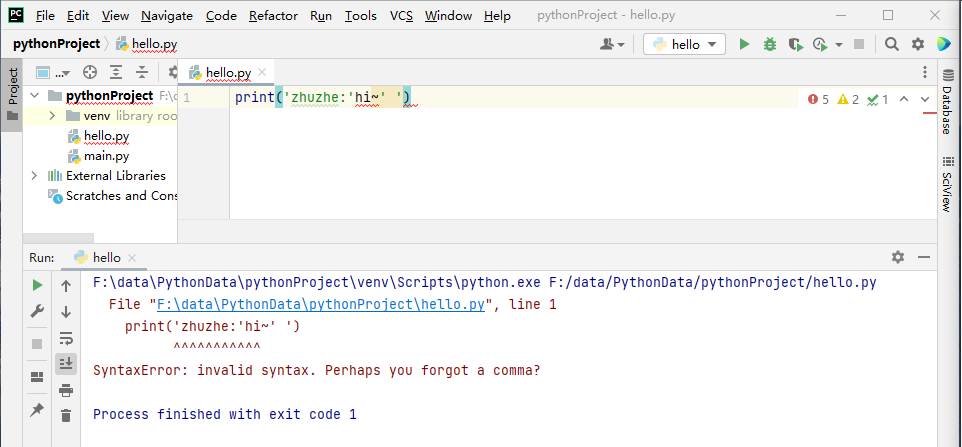 PC File Edit View Navigate Code Refactor Run Tools VCS Window Help pythonProject - hello.py
pythonProject hello.py hello
Project
... hello.py
pythonProject F:\d
venv library roo
hello.py
main.py
External Libraries
Scratches and Cons
1 print('zhuzhe:'hi~' ') 5 2 1
Database
SciView
Run: hello
F:\data\PythonData\pythonProject\venv\Scripts\python.exe F:/data/PythonData/pythonProject/hello.py
File "F:\data\PythonData\pythonProject\hello.py", line 1
print('zhuzhe:'hi~' ')
^^^^^^^^^^^
SyntaxError: invalid syntax. Perhaps you forgot a comma?
Process finished with exit code 1